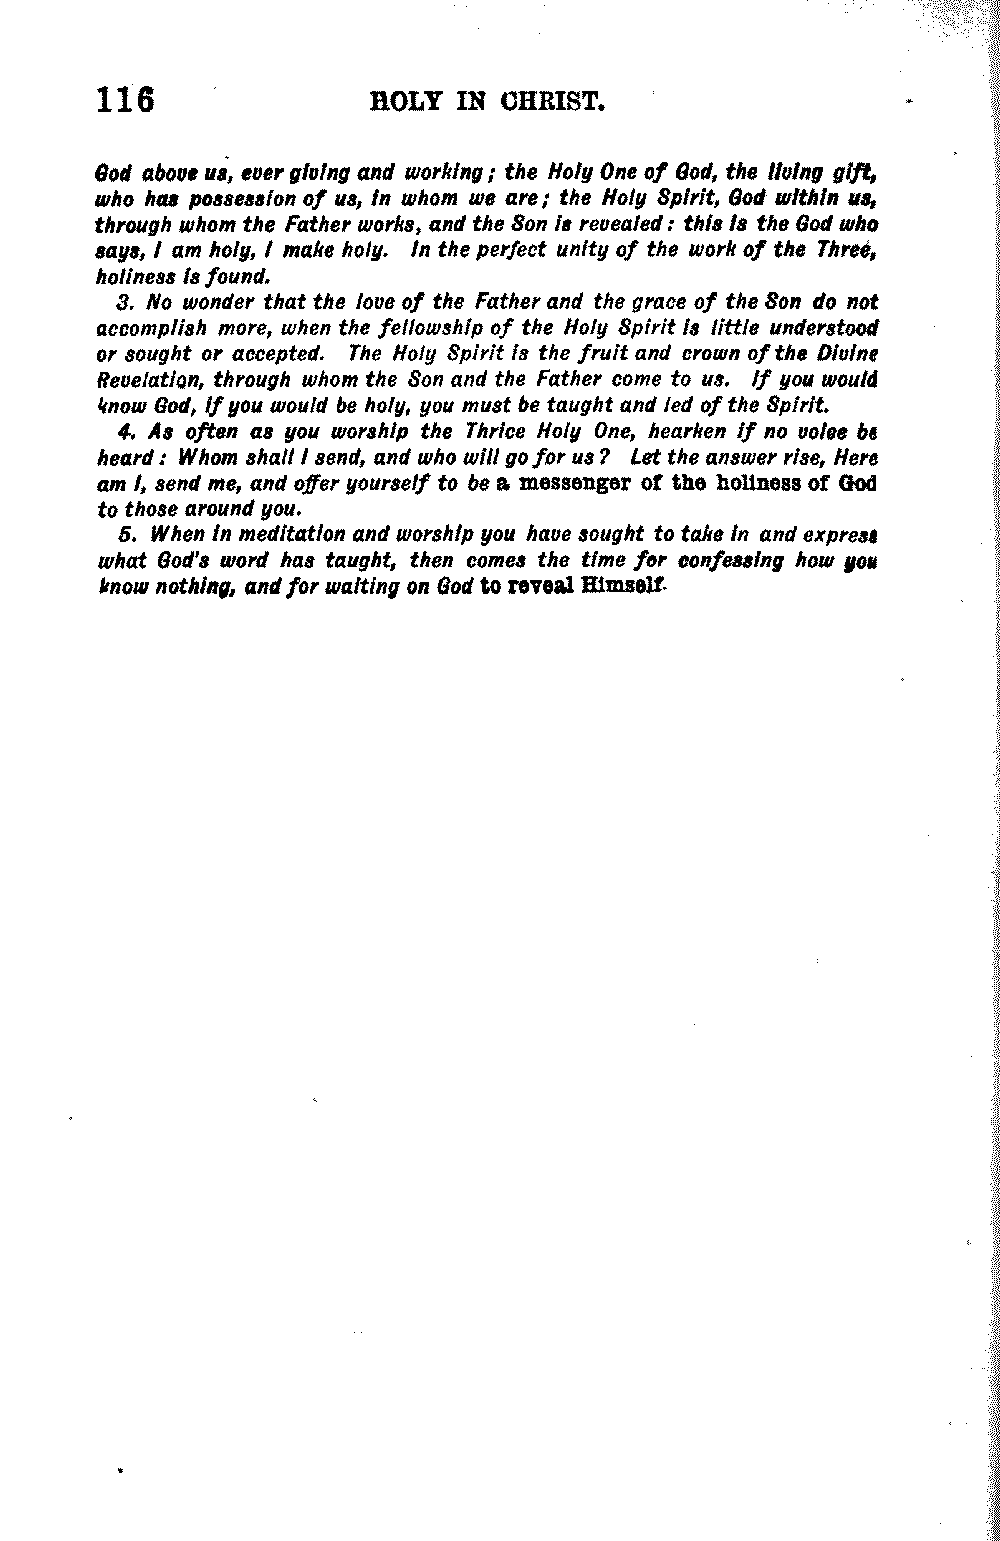 116 HOLY IN CHRIST.
God above us, ever giving and working; the Holy One of God, the living gift,
who has possession of us, in whom we are; the Holy Spirit, God within us,
through whom the Father works, and the Son is revealed: this is the God who
says, I am holy, I make holy. In the perfect unity of the work of the Three,
holiness is found.
3. No wonder that the love of the Father and the grace of the Son do not
accomplish more, when the fellowship of the Holy Spirit is little understood
or sought or accepted. The Holy Spirit is the fruit and crown of the Divine
Revelation, through whom the Son and the Father come to us. If you would
know God, if you would be holy, you must be taught and led of the Spirit.
4. As often as you worship the Thrice Holy One, hearken if no voice be
heard: Whom shall I send, and who will go for us? Let the answer rise, Here
am I, send me, and offer yourself to be a messenger of the holiness of God
to those around you.
5. When in meditation and worship you have sought to take in and express
what God's word has taught, then comes the time for confessing how you
know nothing, and for waiting on God to reveal Himself.